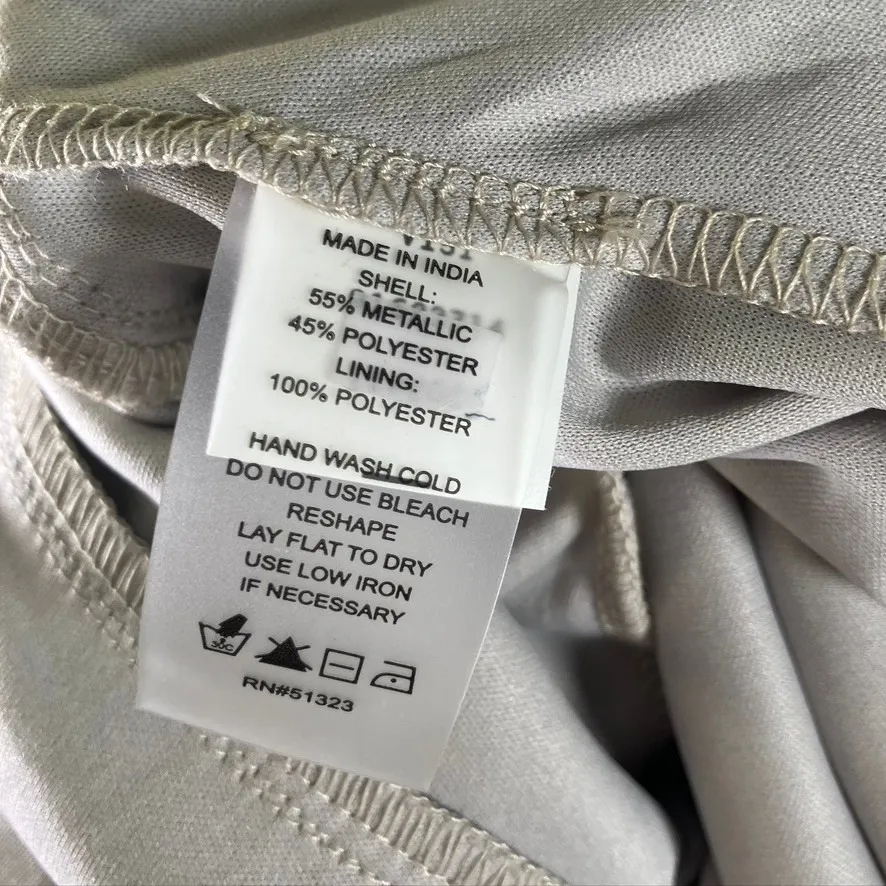 MADE IN INDIA
SHELL:
55% METALLIC
45% POLYESTER
LINING:
100% POLYESTER
HAND WASH COLD
DO NOT USE BLEACH
RESHAPE
LAY FLAT TO DRY
USE LOW IRON
IF NECESSARY
30C
RN#51323